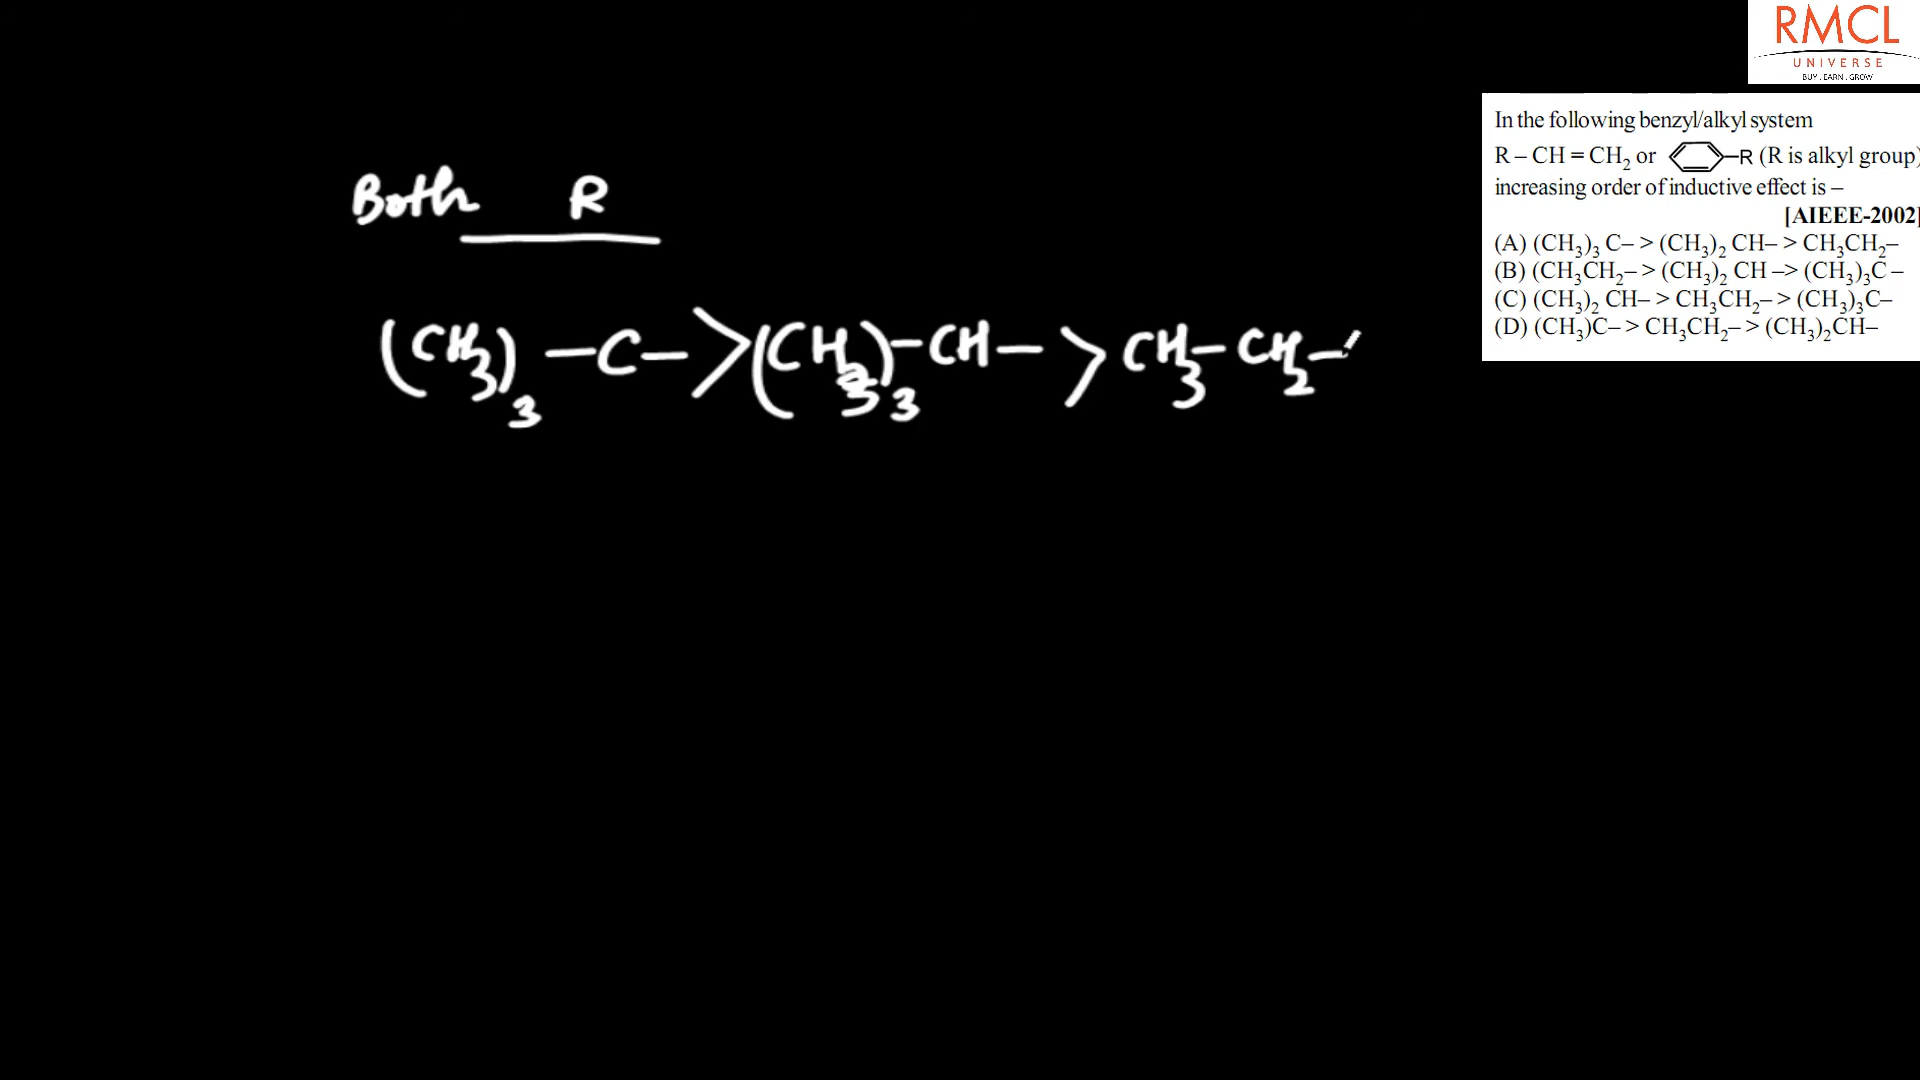 RMCL
UNIVERSE
BUY . EARN . GROW
In the following benzyl/alkyl system
R – CH = CH₂ or –R (R is alkyl group)
increasing order of inductive effect is –
[AIEEE-2002]
(A) (CH₃)₃ C– > (CH₃)₂ CH– > CH₃CH₂–
(B) (CH₃CH₂– > (CH₃)₂ CH –> (CH₃)₃C –
(C) (CH₃)₂ CH– > CH₃CH₂– > (CH₃)₃C–
(D) (CH₃)C– > CH₃CH₂– > (CH₃)₂CH–
Both R
(CH₃)₃ –C– > (CH₃)₃–CH– > CH₃–CH₂–